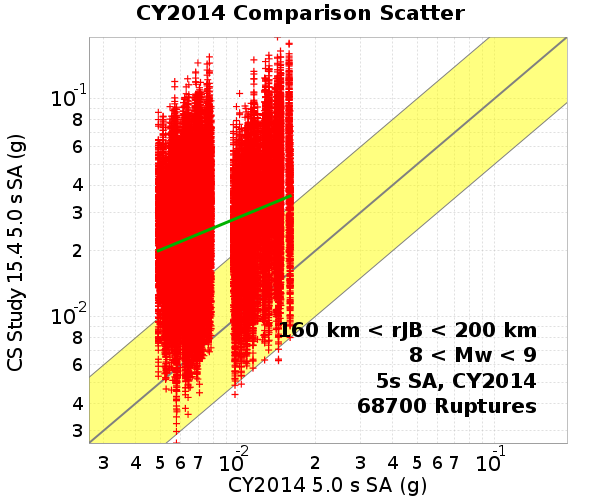 CY2014 Comparison Scatter
CS Study 15.4 5.0 s SA (g)
10-1
8
6
4
3
2
10-2
8
6
4
3
160 km < rJB < 200 km
8 < Mw < 9
5s SA, CY2014
68700 Ruptures
3 4 5 6 7 10-2 2 3 4 5 6 7 10-1
CY2014 5.0 s SA (g)